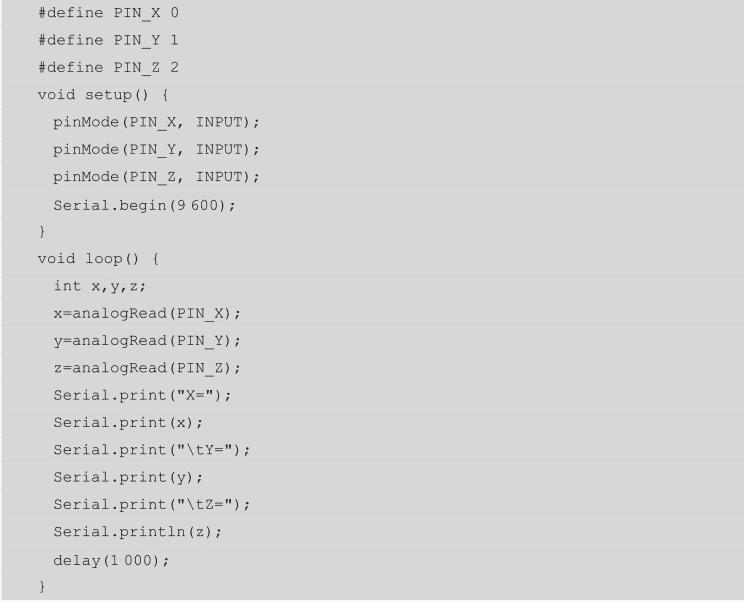 #define PIN_X 0
#define PIN_Y 1
#define PIN_Z 2
void setup() {
  pinMode(PIN_X, INPUT);
  pinMode(PIN_Y, INPUT);
  pinMode(PIN_Z, INPUT);
  Serial.begin(9 600);
}
void loop() {
  int x,y,z;
  x=analogRead(PIN_X);
  y=analogRead(PIN_Y);
  z=analogRead(PIN_Z);
  Serial.print("X=");
  Serial.print(x);
  Serial.print("\tY=");
  Serial.print(y);
  Serial.print("\tZ=");
  Serial.println(z);
  delay(1 000);
}